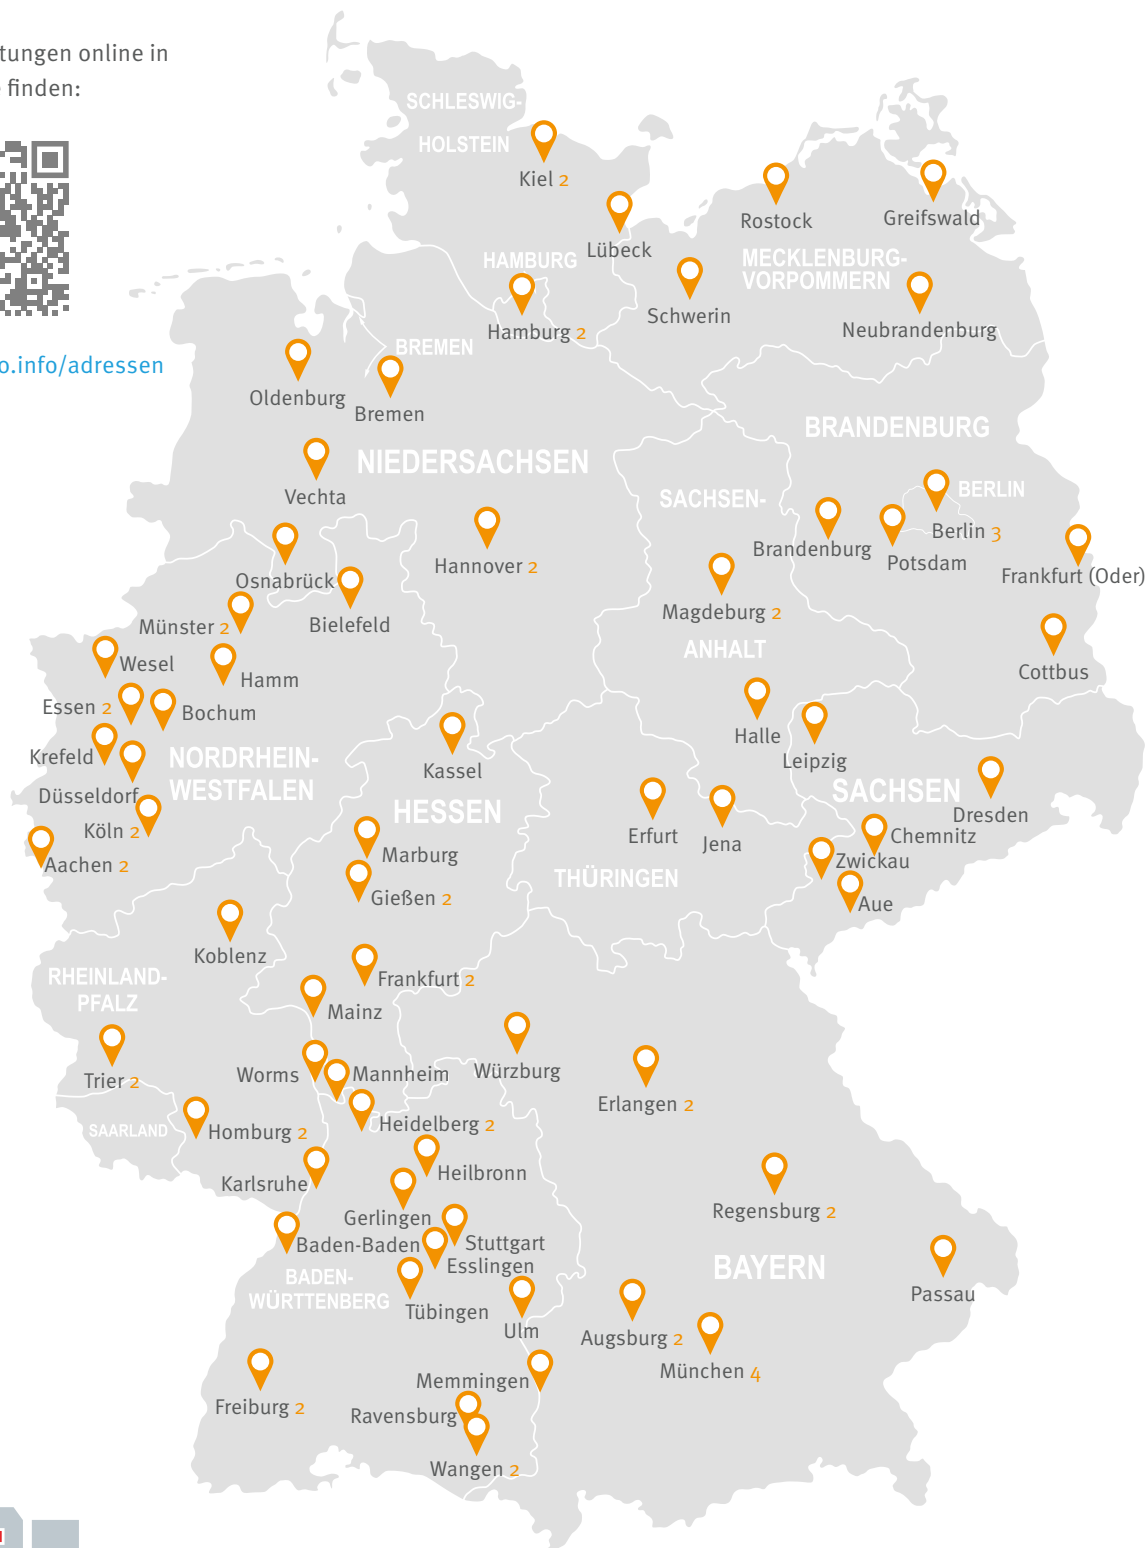 tungen online in
finden:
o.info/adressen
SCHLESWIG-
HOLSTEIN
Kiel 2
Lübeck
Rostock
Greifswald
MECKLENBURG-
VORPOMMERN
HAMBURG
Hamburg 2
Schwerin
Neubrandenburg
BREMEN
Oldenburg
Bremen
NIEDERSACHSEN
BRANDENBURG
Vechta
SACHSEN-
BERLIN
Berlin 3
Brandenburg
Potsdam
Hannover 2
Frankfurt (Oder)
Osnabrück
Bielefeld
Magdeburg 2
Münster 2
ANHALT
Wesel
Hamm
Cottbus
Essen 2
Bochum
Halle
Krefeld
NORDRHEIN-
WESTFALEN
Kassel
Leipzig
Düsseldorf
HESSEN
SACHSEN
Köln 2
Erfurt
Jena
Dresden
Chemnitz
Aachen 2
Marburg
Zwickau
THÜRINGEN
Gießen 2
Aue
Koblenz
RHEINLAND-
PFALZ
Frankfurt 2
Mainz
Trier 2
Worms
Mannheim
Würzburg
Erlangen 2
SAARLAND
Homburg 2
Heidelberg 2
Heilbronn
Karlsruhe
Gerlingen
Regensburg 2
Baden-Baden
Stuttgart
Esslingen
BAYERN
BADEN-
WÜRTTENBERG
Tübingen
Passau
Ulm
Augsburg 2
München 4
Memmingen
Freiburg 2
Ravensburg
Wangen 2